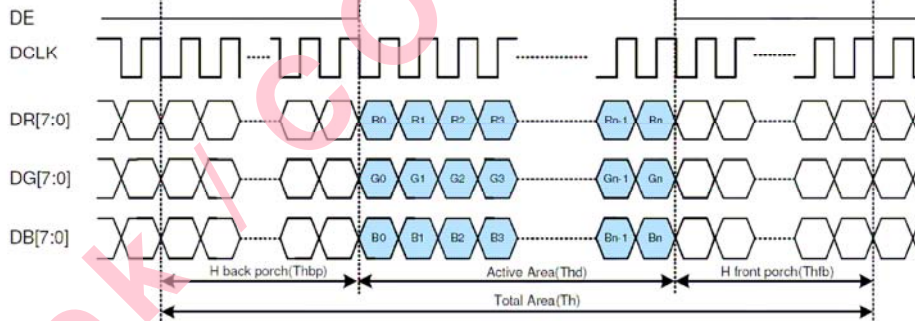 DE
DCLK
DR[7:0] R0 R1 R2 R3 Rn-1 Rn
DG[7:0] G0 G1 G2 G3 Gn-1 Gn
DB[7:0] B0 B1 B2 B3 Bn-1 Bn
H back porch(Thbp) Active Area(Thd) H front porch(Thfb)
Total Area(Th)
ok / CO